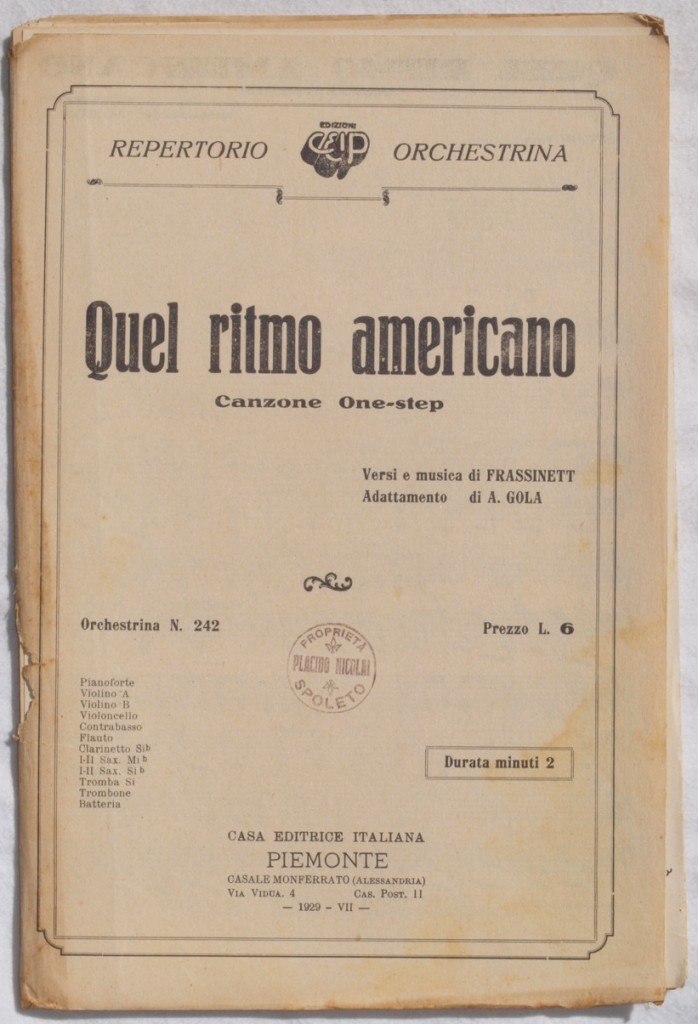 REPERTORIO EDIZIONI CEIP ORCHESTRINA
Quel ritmo americano
Canzone One-step
Versi e musica di FRASSINETT
Adattamento di A. GOLA
Orchestrina N. 242
Prezzo L. 6
PROPRIETÀ
PLACIDO NICOLAI
SPOLETO
Pianoforte
Violino A
Violino B
Violoncello
Contrabasso
Flauto
Clarinetto Sib
I-II Sax. Mib
I-II Sax. Sib
Tromba Si
Trombone
Batteria
Durata minuti 2
CASA EDITRICE ITALIANA
PIEMONTE
CASALE MONFERRATO (ALESSANDRIA)
VIA VIDUA. 4 CAS. POST. 11
— 1929 - VII —